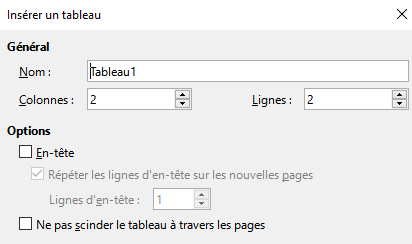 Insérer un tableau
Général
Nom : Tableau1
Colonnes : 2 Lignes : 2
Options
En-tête
Répéter les lignes d'en-tête sur les nouvelles pages
Lignes d'en-tête : 1
Ne pas scinder le tableau à travers les pages